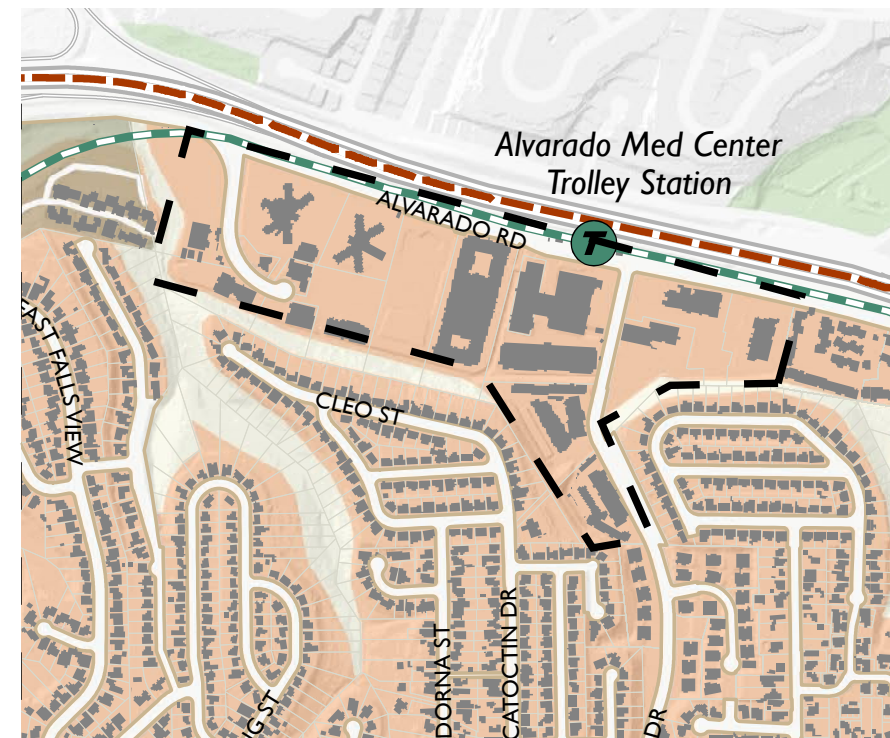 Alvarado Med Center
Trolley Station
ALVARADO RD
T
EAST FALLS VIEW
CLEO ST
DORNA ST
CATOCTIN DR
DR